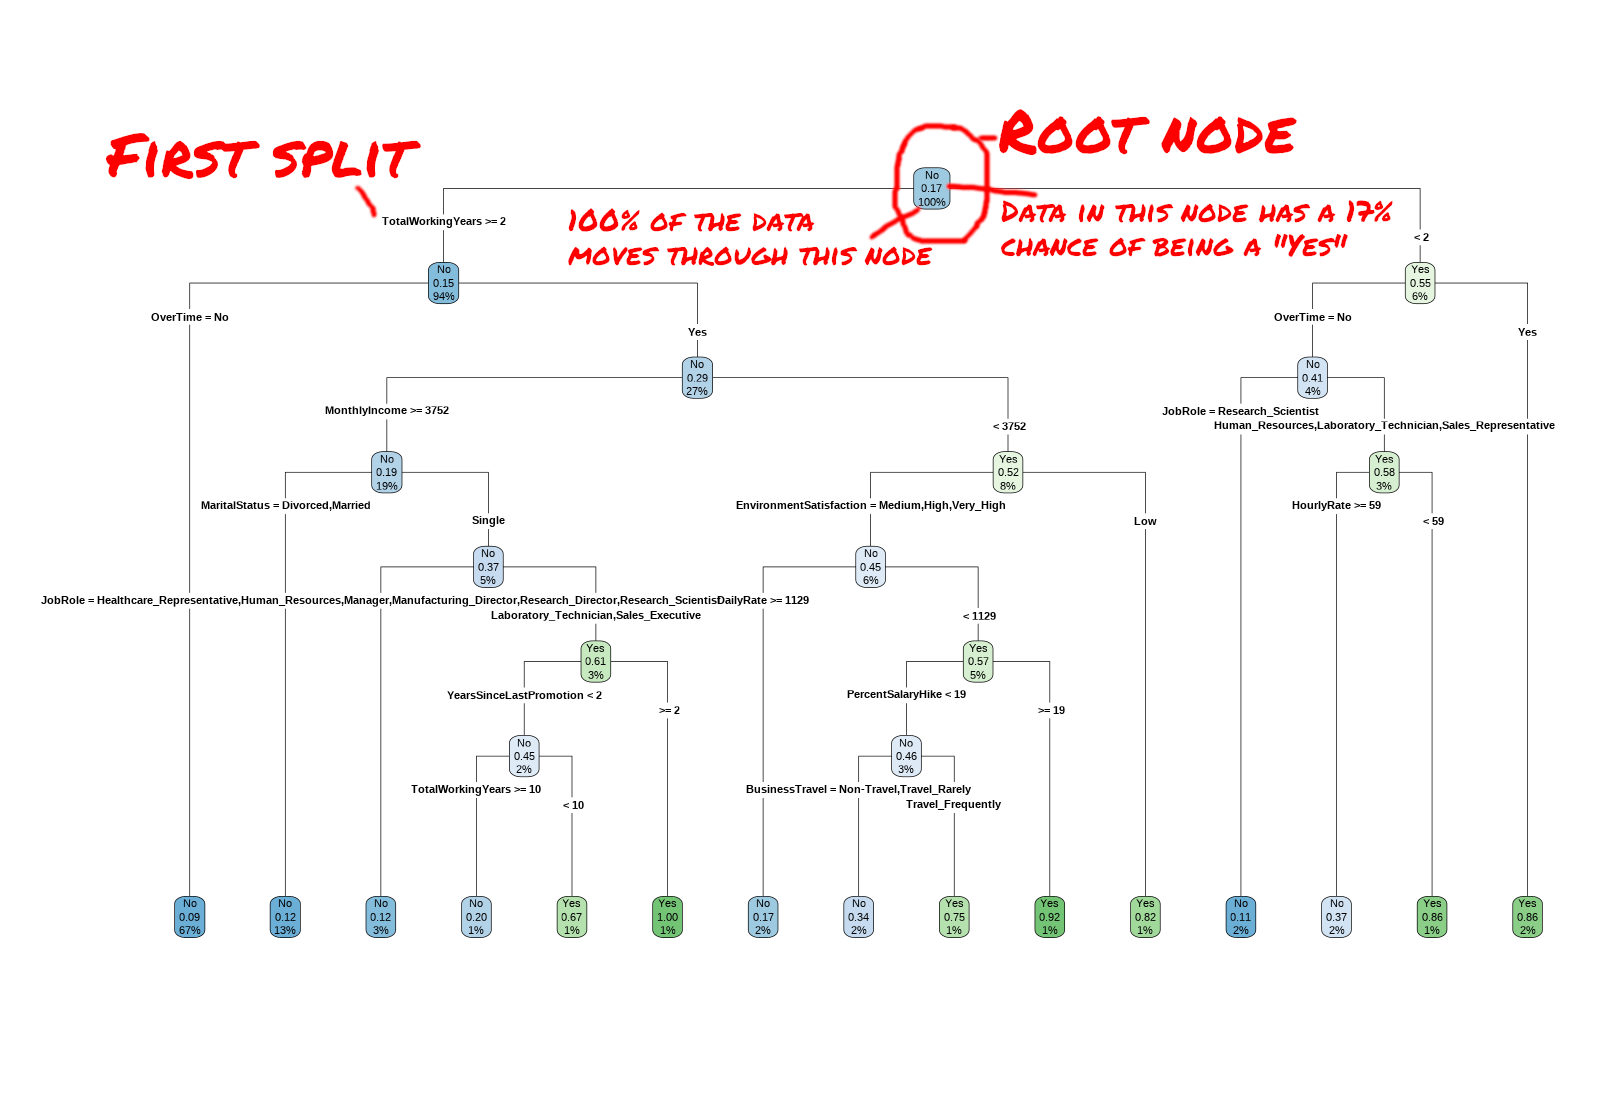 FIRST SPLIT
ROOT NODE
No
0.17
100%
100% OF THE DATA
MOVES THROUGH THIS NODE
DATA IN THIS NODE HAS A 17%
CHANCE OF BEING A "YES"
TotalWorkingYears >= 2
< 2
No
0.15
94%
Yes
0.55
6%
OverTime = No
Yes
OverTime = No
Yes
No
0.29
27%
No
0.41
4%
MonthlyIncome >= 3752
< 3752
JobRole = Research_Scientist
Human_Resources,Laboratory_Technician,Sales_Representative
No
0.19
19%
Yes
0.52
8%
Yes
0.58
3%
MaritalStatus = Divorced,Married
Single
EnvironmentSatisfaction = Medium,High,Very_High
Low
HourlyRate >= 59
< 59
No
0.37
5%
No
0.45
6%
JobRole = Healthcare_Representative,Human_Resources,Manager,Manufacturing_Director,Research_Director,Research_Scientist
Laboratory_Technician,Sales_Executive
DailyRate >= 1129
< 1129
Yes
0.61
3%
Yes
0.57
5%
YearsSinceLastPromotion < 2
>= 2
PercentSalaryHike < 19
>= 19
No
0.45
2%
No
0.46
3%
TotalWorkingYears >= 10
< 10
BusinessTravel = Non-Travel,Travel_Rarely
Travel_Frequently
No
0.09
67%
No
0.12
13%
No
0.12
3%
No
0.20
1%
Yes
0.67
1%
Yes
1.00
1%
No
0.17
2%
No
0.34
2%
Yes
0.75
1%
Yes
0.92
1%
Yes
0.82
1%
No
0.11
2%
No
0.37
2%
Yes
0.86
1%
Yes
0.86
2%